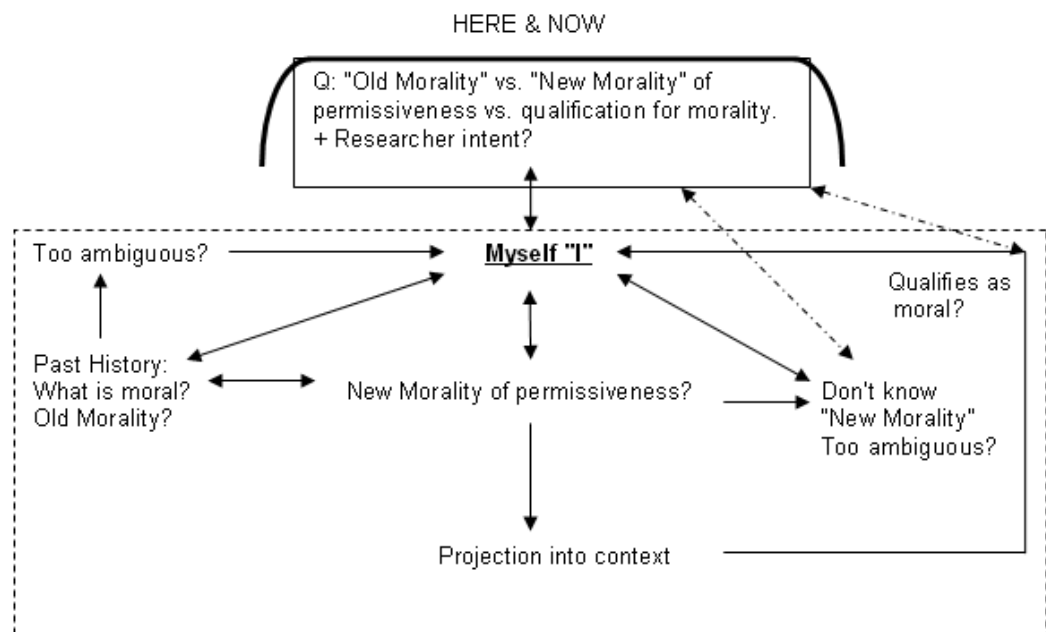 HERE & NOW
Q: "Old Morality" vs. "New Morality" of
permissiveness vs. qualification for morality.
+ Researcher intent?
Too ambiguous?
Myself "I"
Qualifies as
moral?
Past History:
What is moral?
Old Morality?
New Morality of permissiveness?
Don't know
"New Morality"
Too ambiguous?
Projection into context